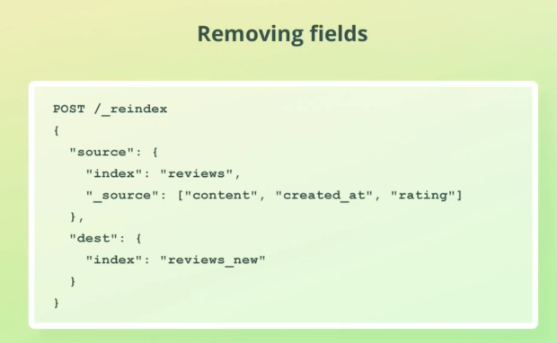 Removing fields
POST /_reindex
{
  "source": {
    "index": "reviews",
    "_source": ["content", "created_at", "rating"]
  },
  "dest": {
    "index": "reviews_new"
  }
}